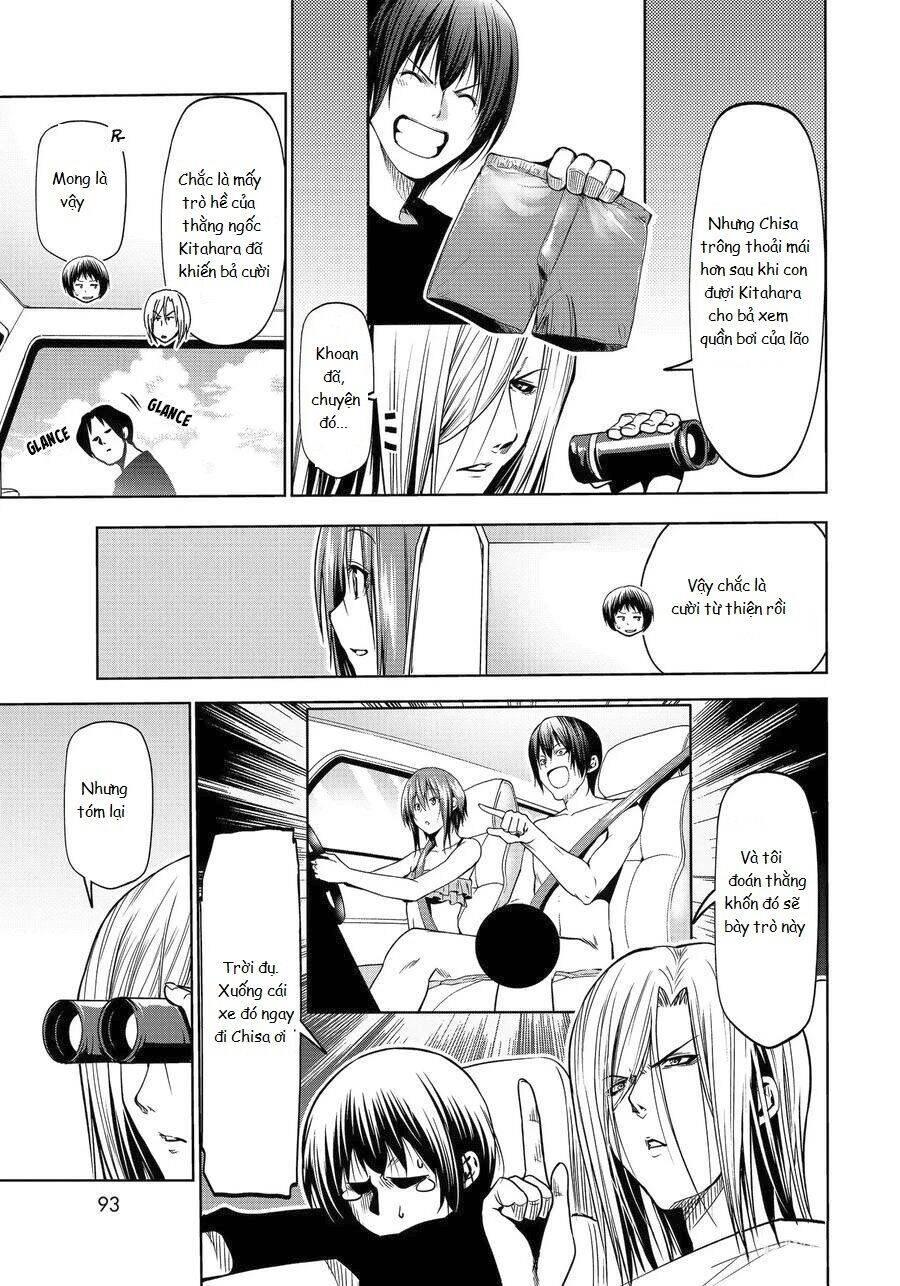 Nhưng Chisa
trông thoải mái
hơn sau khi con
đượi Kitahara
cho bả xem
quần bơi của lão
Khoan
đã,
chuyện
đó...
Chắc là mấy
trò hề của
thằng ngốc
Kitahara đã
khiến bả cười
R
Mong là
vậy
GLANCE
GLANCE
Vậy chắc là
cười từ thiện rồi
Và tôi
đoán thằng
khốn đó sẽ
bày trò này
Trời đụ.
Xuống cái
xe đó ngay
đi Chisa ơi
Nhưng
tóm lại
93